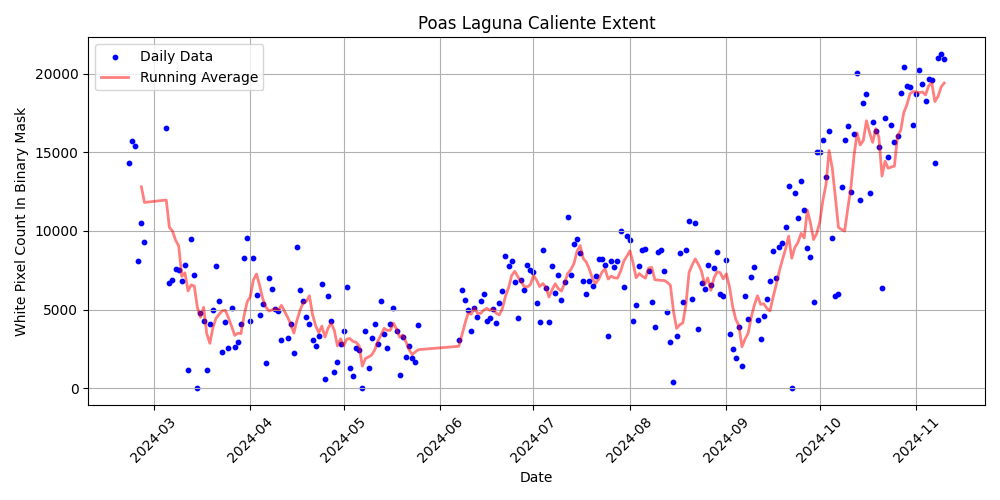 Poas Laguna Caliente Extent
Daily Data
Running Average
White Pixel Count In Binary Mask
20000
15000
10000
5000
0
2024-03
2024-04
2024-05
2024-06
2024-07
2024-08
2024-09
2024-10
2024-11
Date